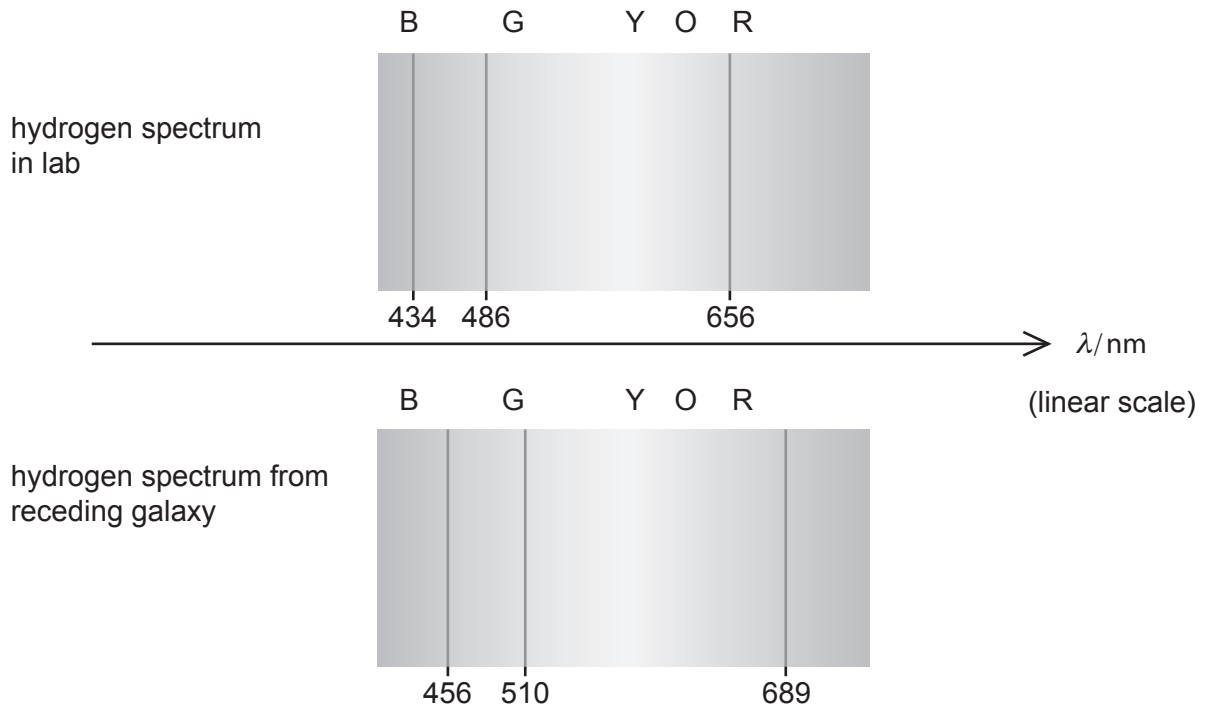 B G Y O R
hydrogen spectrum
in lab
434 486 656
λ/nm
B G Y O R
(linear scale)
hydrogen spectrum from
receding galaxy
456 510 689